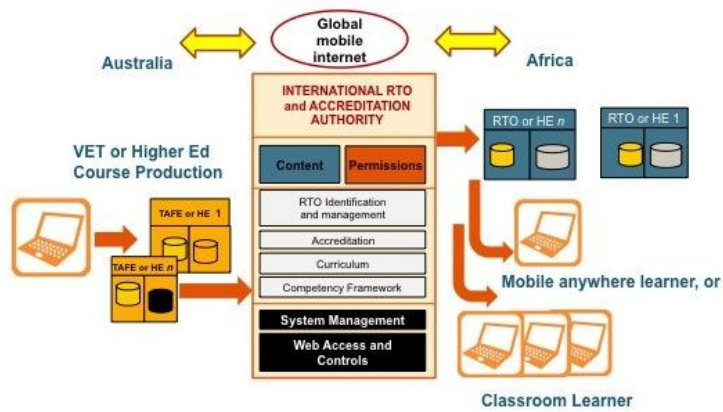 Global
mobile
internet
Australia
Africa
INTERNATIONAL RTO
and ACCREDITATION
AUTHORITY
RTO or HE n
RTO or HE 1
VET or Higher Ed
Course Production
Content
Permissions
RTO Identification
and management
TAFE or HE 1
Accreditation
Curriculum
TAFE or HE n
Competency Framework
Mobile anywhere learner, or
System Management
Web Access and
Controls
Classroom Learner